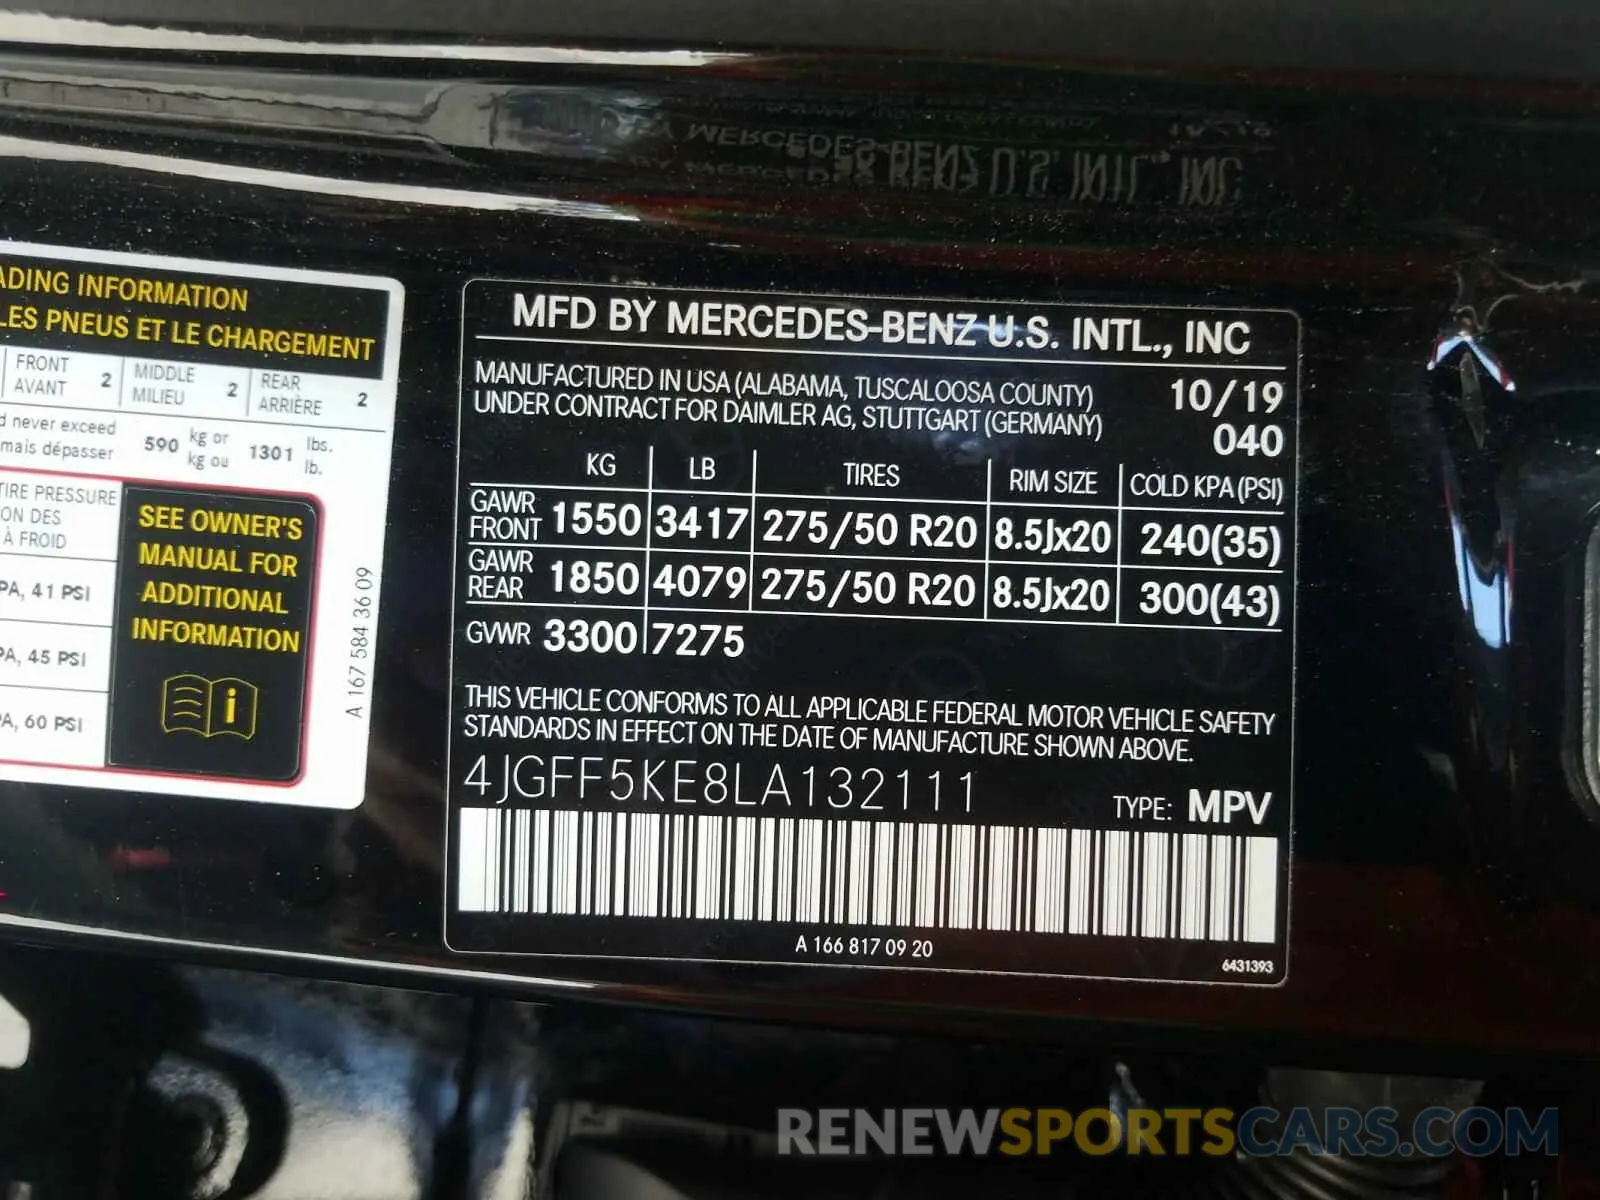 ADING INFORMATION
LES PNEUS ET LE CHARGEMENT
FRONT AVANT 2 MIDDLE MILIEU 2 REAR ARRIÈRE 2
never exceed
mais dépasser 590 kg or kg ou 1301 lbs. lb.
TIRE PRESSURE
ON DES
À FROID
PA, 41 PSI
PA, 45 PSI
PA, 60 PSI
SEE OWNER'S
MANUAL FOR
ADDITIONAL
INFORMATION
i
A 167 584 36 09
MFD BY MERCEDES-BENZ U.S. INTL., INC
MANUFACTURED IN USA (ALABAMA, TUSCALOOSA COUNTY) 10/19
UNDER CONTRACT FOR DAIMLER AG, STUTTGART (GERMANY) 040
KG LB TIRES RIM SIZE COLD KPA (PSI)
GAWR FRONT 1550 3417 275/50 R20 8.5Jx20 240(35)
GAWR REAR 1850 4079 275/50 R20 8.5Jx20 300(43)
GVWR 3300 7275
THIS VEHICLE CONFORMS TO ALL APPLICABLE FEDERAL MOTOR VEHICLE SAFETY
STANDARDS IN EFFECT ON THE DATE OF MANUFACTURE SHOWN ABOVE.
4JGFF5KE8LA132111
TYPE: MPV
A 166 817 09 20
6431393
RENEWSPORTSCARS.COM